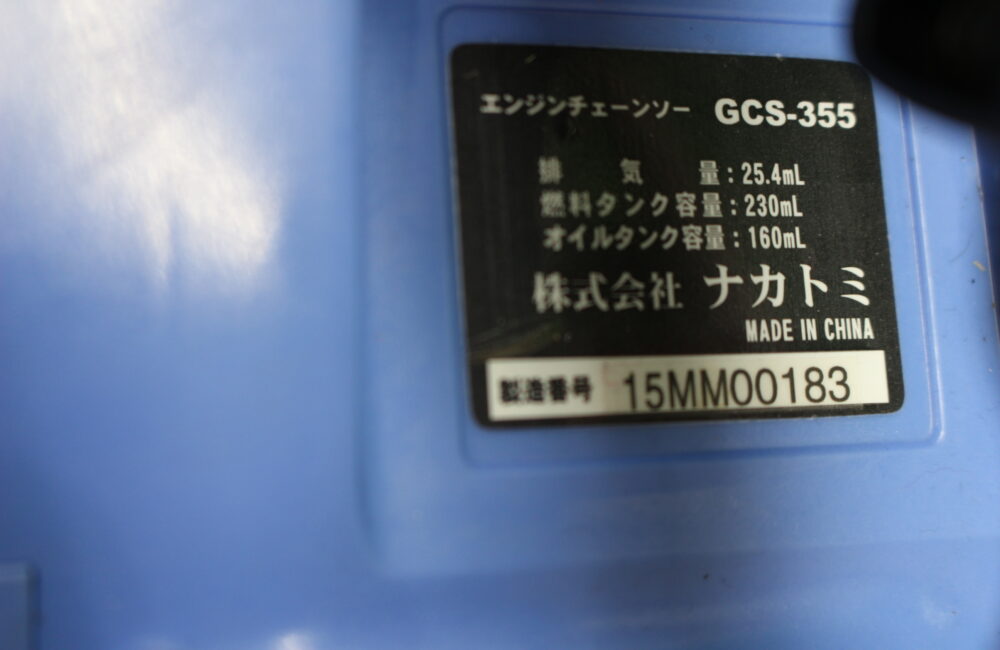 エンジンチェーンソー GCS-355
排気量：25.4mL
燃料タンク容量：230mL
オイルタンク容量：160mL
株式会社 ナカトミ
MADE IN CHINA
製造番号 15MM00183